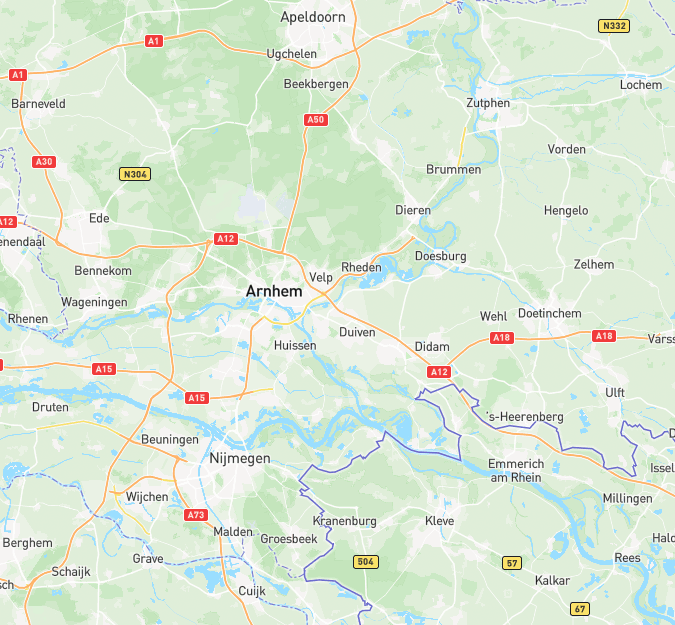 Apeldoorn
N332
A1
Ugchelen
A1
Beekbergen
Lochem
Barneveld
Zutphen
A50
Vorden
A30
N304
Brummen
Dieren
Hengelo
Ede
A12
A12
enendaal
Doesburg
Bennekom
Velp
Rheden
Zelhem
Arnhem
Wageningen
Rhenen
Wehl
Doetinchem
Duiven
A18
A18
Varss
Huissen
Didam
A15
A12
Ulft
A15
Druten
's-Heerenberg
Beuningen
Nijmegen
Emmerich
am Rhein
Issel
Wijchen
Millingen
A73
Kranenburg
Kleve
Malden
Groesbeek
Berghem
Hald
Grave
504
57
Rees
Schaijk
Kalkar
sch
Cuijk
67